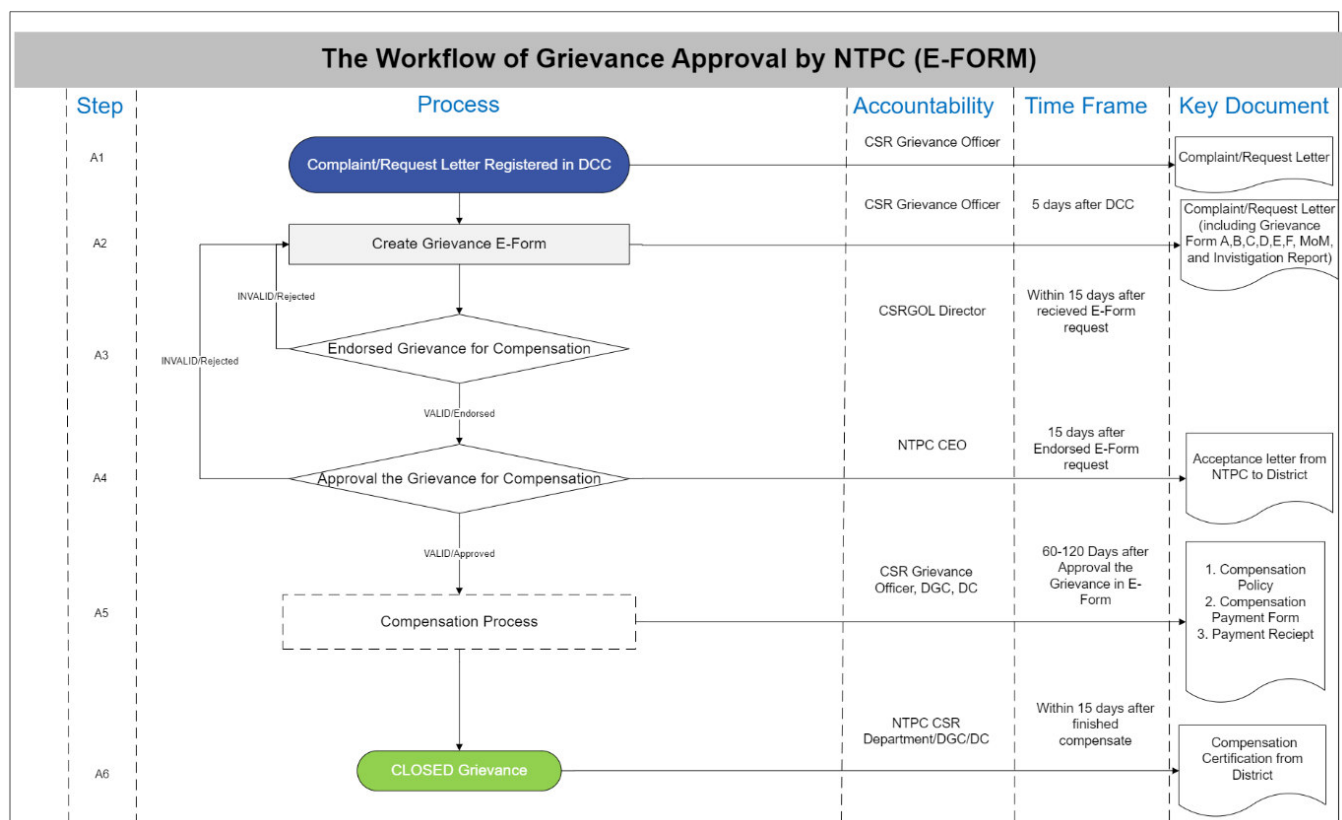 The Workflow of Grievance Approval by NTPC (E-FORM)
Step
Process
Accountability
Time Frame
Key Document
A1
Complaint/Request Letter Registered in DCC
CSR Grievance Officer
Complaint/Request Letter
A2
Create Grievance E-Form
CSR Grievance Officer
5 days after DCC
Complaint/Request Letter
(including Grievance
Form A,B,C,D,E,F, MoM,
and Invistigation Report)
INVALID/Rejected
INVALID/Rejected
A3
Endorsed Grievance for Compensation
CSRGOL Director
Within 15 days after
recieved E-Form
request
VALID/Endorsed
A4
Approval the Grievance for Compensation
NTPC CEO
15 days after
Endorsed E-Form
request
Acceptance letter from
NTPC to District
VALID/Approved
A5
Compensation Process
CSR Grievance
Officer, DGC, DC
60-120 Days after
Approval the
Grievance in E-
Form
1. Compensation
Policy
2. Compensation
Payment Form
3. Payment Reciept
A6
CLOSED Grievance
NTPC CSR
Department/DGC/DC
Within 15 days after
finished
compensate
Compensation
Certification from
District